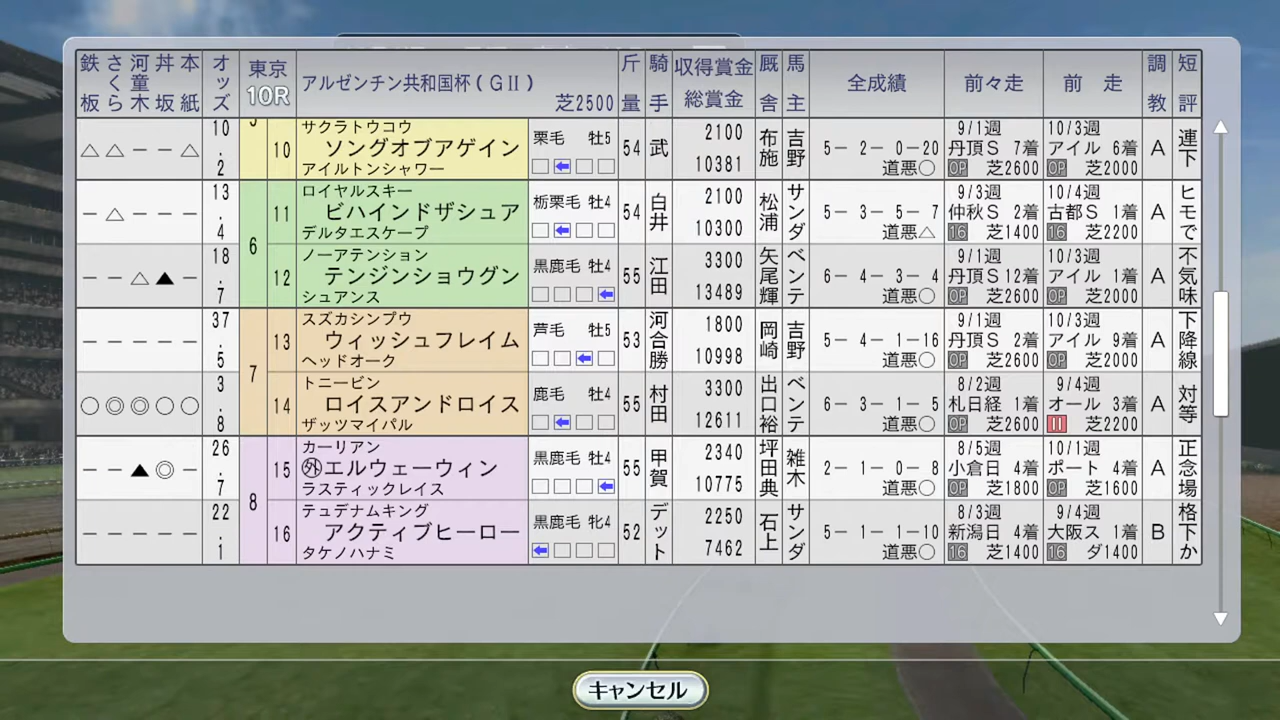 鉄板 さくら 河童木 丼坂 本紙 オッズ 東京10R アルゼンチン共和国杯(GⅡ) 芝2500 斤量 騎手 収得賞金 総賞金 厩舎 馬主 全成績 前々走 前走 調教 短評
△△--△ 10.2 10 サクラトウコウ 栗毛 牡5 54 武 2100 布施 吉野 5-2-0-20 9/1週 10/3週 A 連下
ソングオブアゲイン 丹頂S 7着 アイル 6着
アイルトンシャワー 10381 道悪○ OP 芝2600 OP 芝2000
-△--- 13.4 6 11 ロイヤルスキー 栃栗毛 牡4 54 白井 2100 松浦 サンダ 5-3-5-7 9/3週 10/4週 A ヒモで
ビハインドザシュア 仲秋S 2着 古都S 1着
デルタエスケープ 10300 道悪△ 16 芝1400 16 芝2200
--△▲- 18.7 12 ノーアテンション 黒鹿毛 牡4 55 江田 3300 矢尾輝 ベンテ 6-4-3-4 9/1週 10/3週 A 不気味
テンジンショウグン 丹頂S 12着 アイル 1着
シュアンス 13489 道悪○ OP 芝2600 OP 芝2000
----- 37.5 7 13 スズカシンプウ 芦毛 牡5 53 河合勝 1800 岡崎 吉野 5-4-1-16 9/1週 10/3週 A 下降線
ウィッシュフレイム 丹頂S 2着 アイル 9着
ヘッドオーク 10998 道悪○ OP 芝2600 OP 芝2000
○◎◎○○ 3.8 14 トニービン 鹿毛 牡4 55 村田 3300 出口裕 ベンテ 6-3-1-5 8/2週 9/4週 A 対等
ロイスアンドロイス 札日経 1着 オール 3着
ザッツマイパル 12611 道悪○ OP 芝2600 II 芝2200
--▲◎- 26.7 8 15 カーリアン 黒鹿毛 牡4 55 甲賀 2340 坪田典 雑木 2-1-0-8 8/5週 10/1週 A 正念場
外エルウェーウィン 小倉日 4着 ポート 4着
ラスティックレイス 10775 道悪○ OP 芝1800 OP 芝1600
----- 22.1 16 テュデナムキング 黒鹿毛 牝4 52 デット 2250 石上 サンダ 5-1-1-10 8/3週 9/4週 B 格下か
アクティブヒーロー 新潟日 4着 大阪ス 1着
タケノハナミ 7462 道悪○ 16 芝1400 16 ダ1400
キャンセル